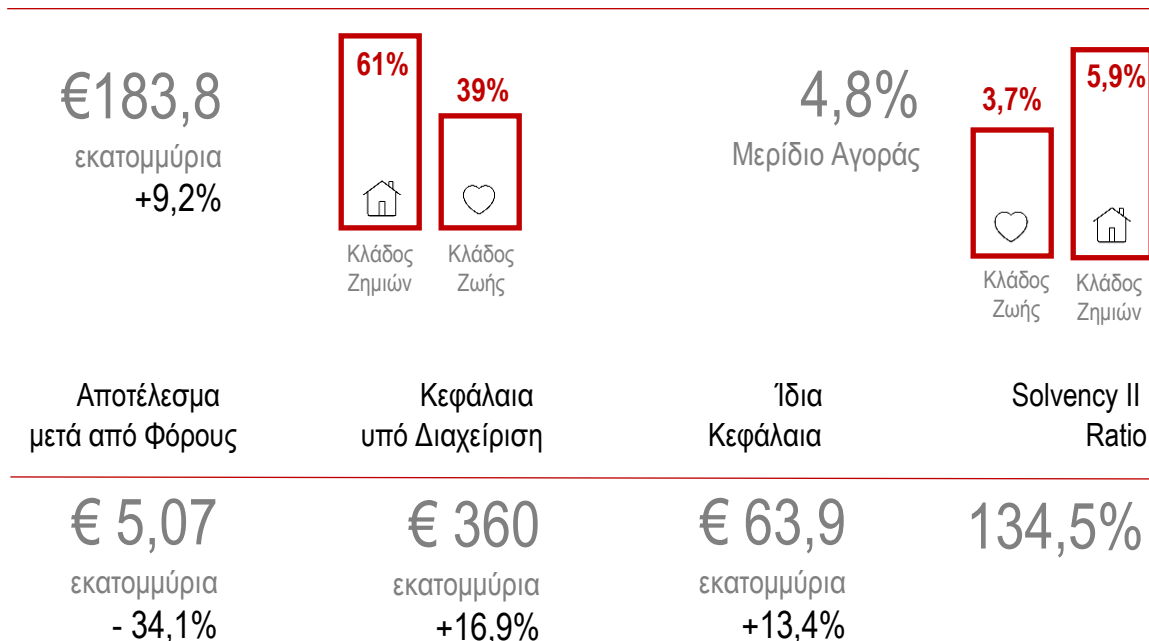 €183,8
εκατομμύρια
+9,2%
61%
39%
Κλάδος
Ζημιών
Κλάδος
Ζωής
4,8%
Μερίδιο Αγοράς
3,7%
5,9%
Κλάδος
Ζωής
Κλάδος
Ζημιών
Αποτέλεσμα
μετά από Φόρους
Κεφάλαια
υπό Διαχείριση
Ίδια
Κεφάλαια
Solvency II
Ratio
€ 5,07
εκατομμύρια
- 34,1%
€ 360
εκατομμύρια
+16,9%
€ 63,9
εκατομμύρια
+13,4%
134,5%